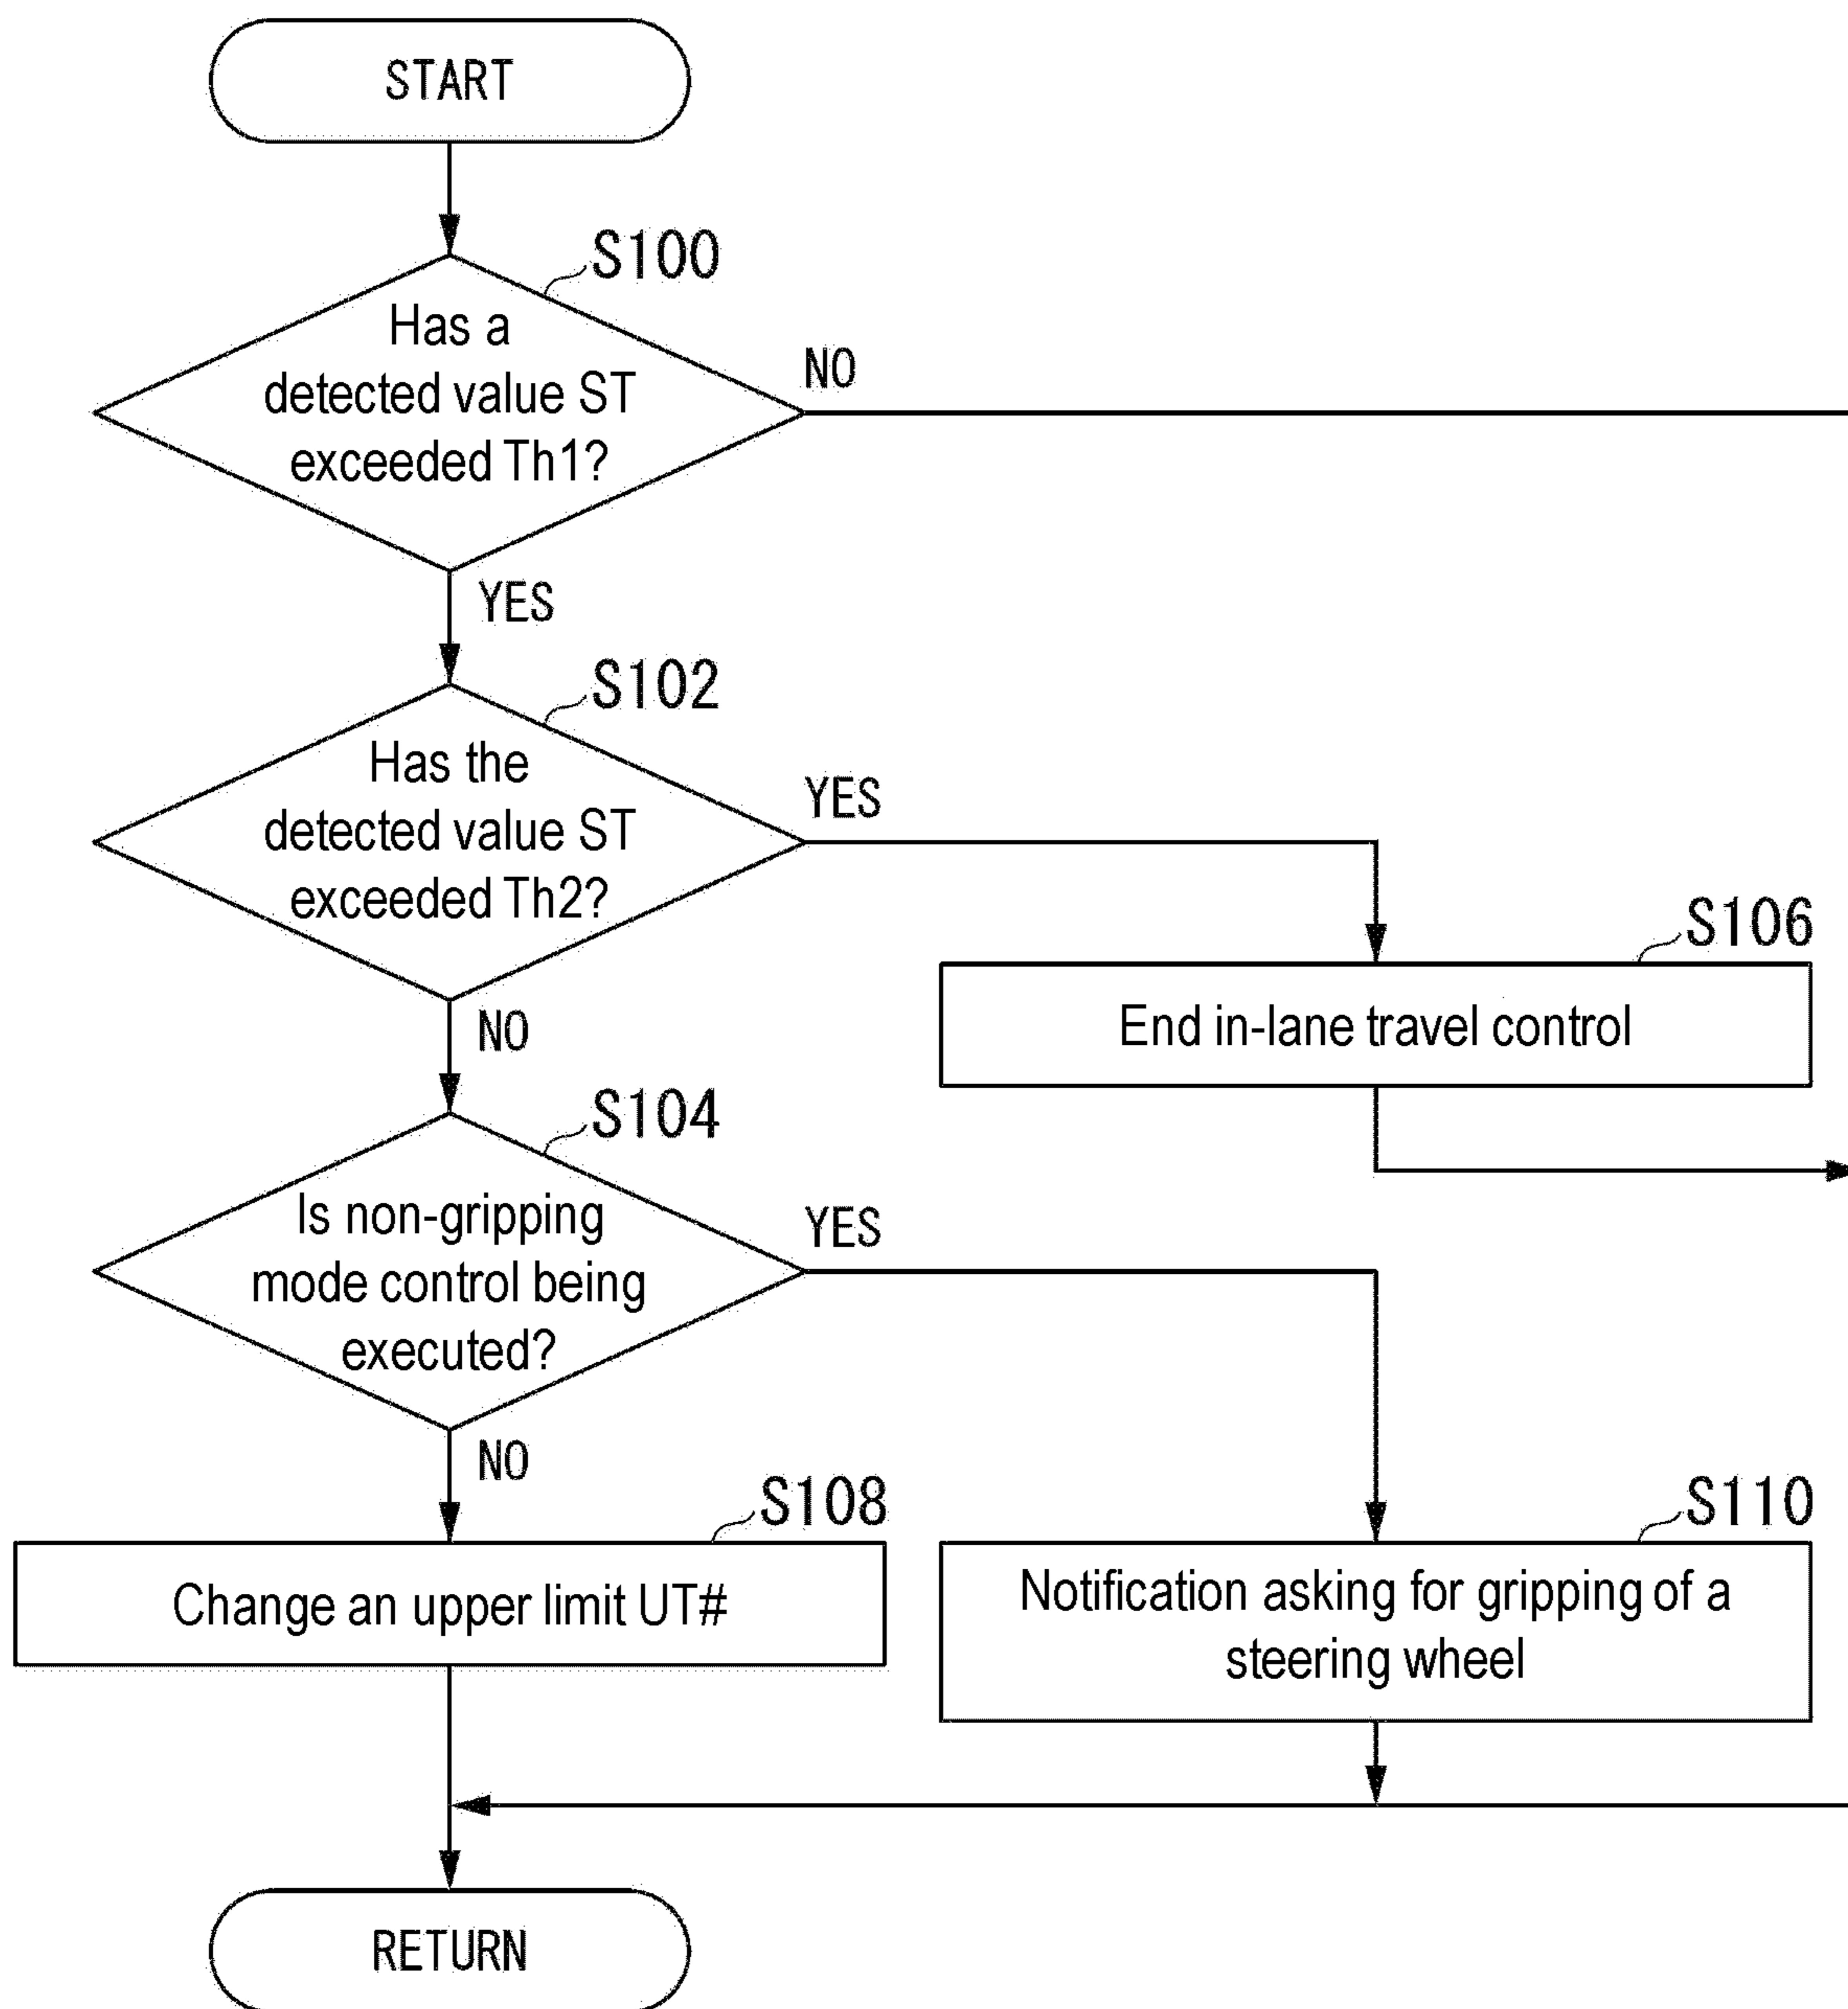 START
S100
Has a
detected value ST
exceeded Th1?
NO
YES
S102
Has the
detected value ST
exceeded Th2?
YES
NO
S106
End in-lane travel control
S104
Is non-gripping
mode control being
executed?
YES
NO
S108
Change an upper limit UT#
S110
Notification asking for gripping of a
steering wheel
RETURN